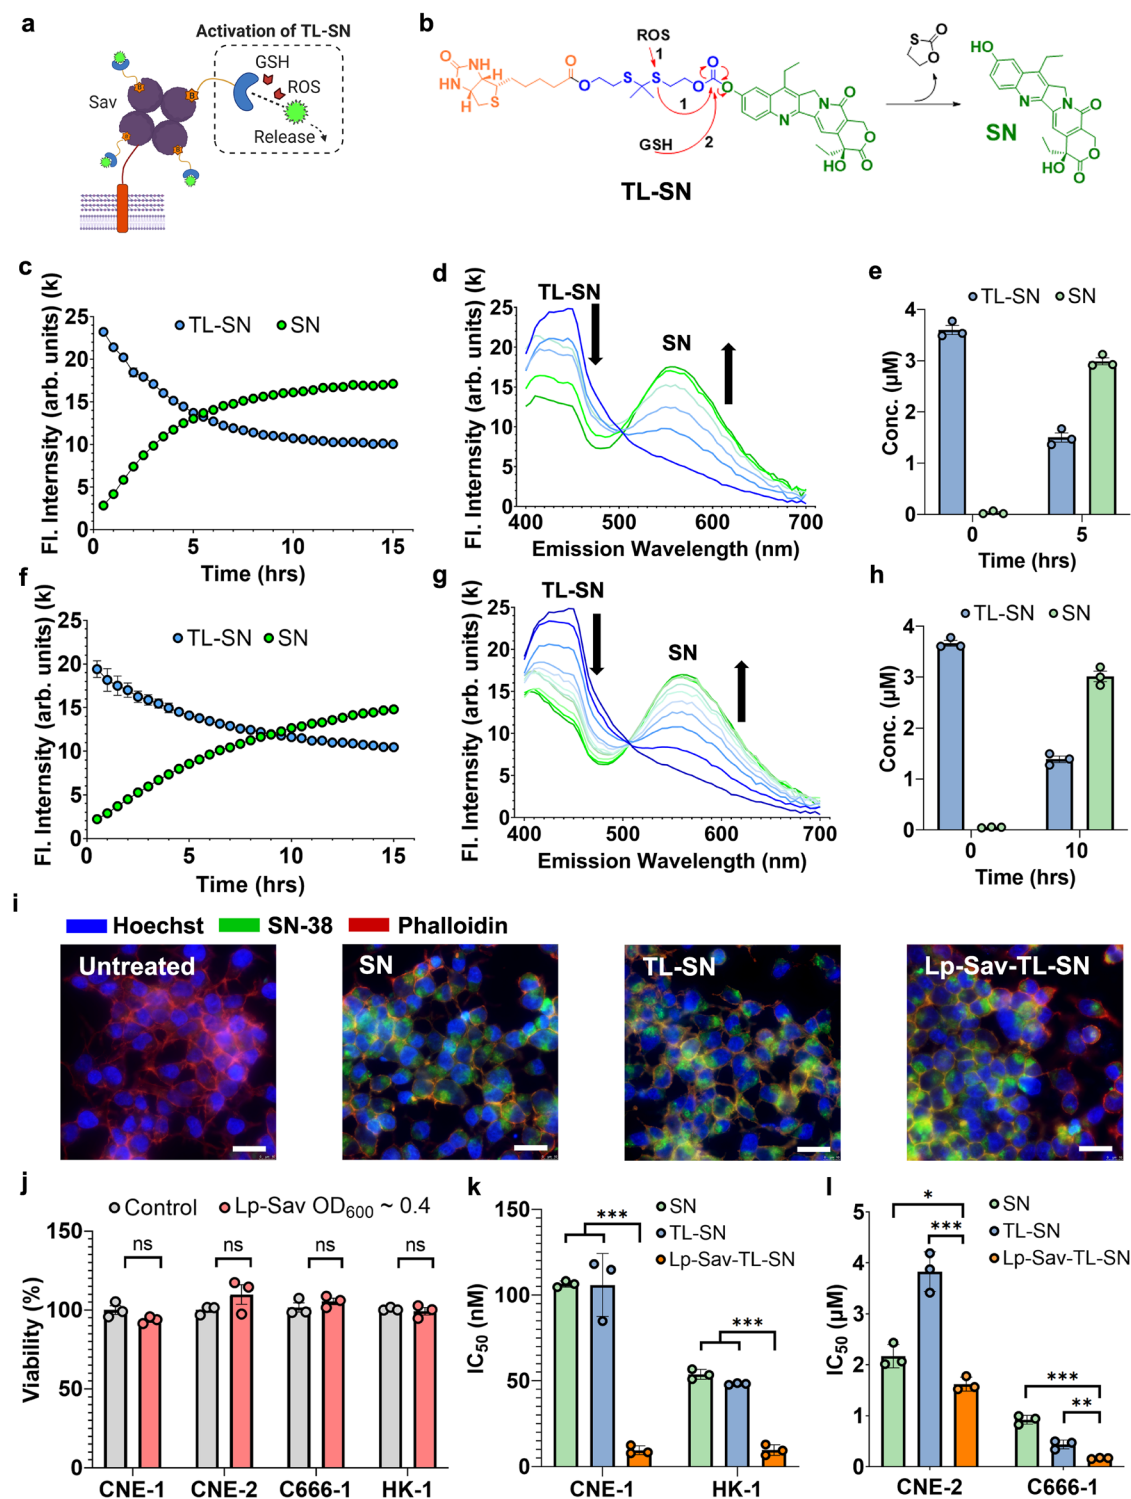 a
Activation of TL-SN
GSH
ROS
Sav
Release
B
B
B
B
b
ROS
1
O
NH
HN
H
H
S
O
O
S
S
O
O
O
1
GSH
2
N
N
O
O
O
HO
TL-SN
S
O
O
HO
N
N
O
O
O
HO
SN
c
Fl. Internsity (arb. units) (k)
25
20
15
10
5
0
TL-SN
SN
0
5
10
15
Time (hrs)
d
Fl. Intensity (arb. units) (k)
25
20
15
10
5
0
TL-SN
SN
400
500
600
700
Emission Wavelength (nm)
e
TL-SN
SN
Conc. (µM)
4
3
2
1
0
0
5
Time (hrs)
f
Fl. Internsity (arb. units) (k)
25
20
15
10
5
0
TL-SN
SN
0
5
10
15
Time (hrs)
g
Fl. Intensity (arb. units) (k)
25
20
15
10
5
0
TL-SN
SN
400
500
600
700
Emission Wavelength (nm)
h
TL-SN
SN
Conc. (µM)
4
3
2
1
0
0
10
Time (hrs)
i
Hoechst
SN-38
Phalloidin
Untreated
SN
TL-SN
Lp-Sav-TL-SN
j
Control
Lp-Sav OD600 ~ 0.4
Viability (%)
150
100
50
0
ns
ns
ns
ns
CNE-1
CNE-2
C666-1
HK-1
k
SN
TL-SN
Lp-Sav-TL-SN
IC50 (nM)
150
100
50
0
***
***
CNE-1
HK-1
l
SN
TL-SN
Lp-Sav-TL-SN
IC50 (µM)
5
4
3
2
1
0
*
***
***
**
CNE-2
C666-1